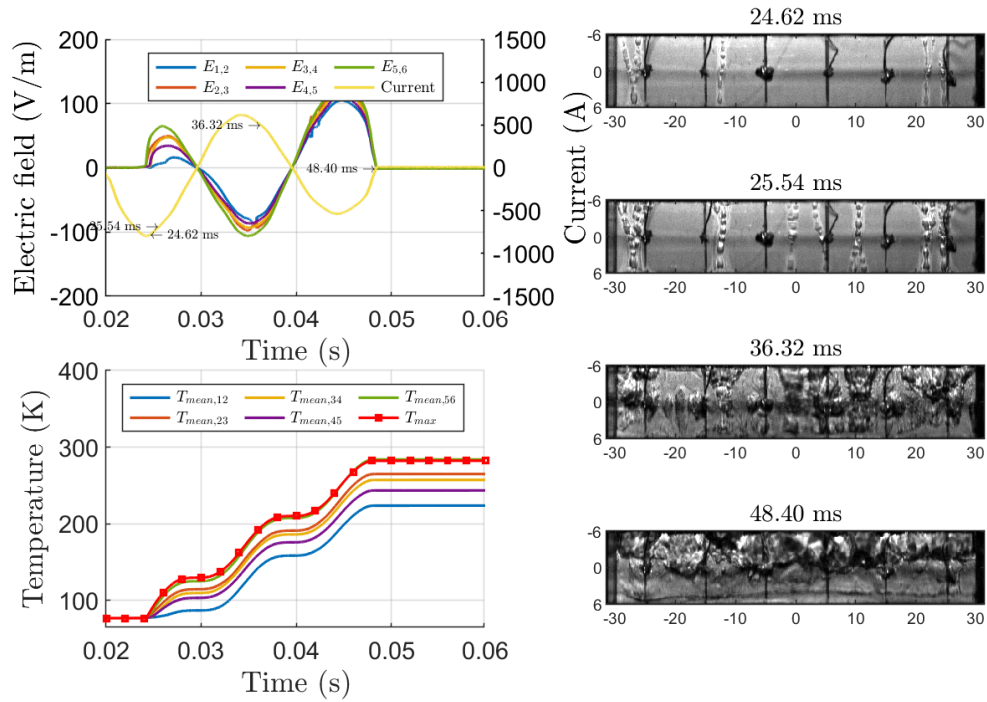 200
100
0
-100
-200
Electric field (V/m)
1500
1000
500
0
-500
-1000
-1500
Current (A)
E1,2 E3,4 E5,6
E2,3 E4,5 Current
36.32 ms →
48.40 ms →
25.54 ms →
← 24.62 ms
0.02 0.03 0.04 0.05 0.06
Time (s)
400
300
200
100
Temperature (K)
Tmean,12 Tmean,34 Tmean,56
Tmean,23 Tmean,45 Tmax
0.02 0.03 0.04 0.05 0.06
Time (s)
24.62 ms
-6
0
6
-30 -20 -10 0 10 20 30
25.54 ms
-6
0
6
-30 -20 -10 0 10 20 30
36.32 ms
-6
0
6
-30 -20 -10 0 10 20 30
48.40 ms
-6
0
6
-30 -20 -10 0 10 20 30